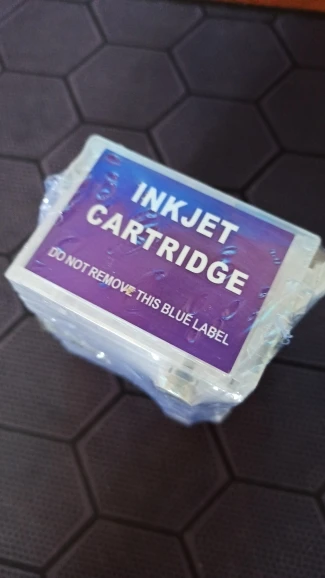 INKJET
CARTRIDGE
DO NOT REMOVE THIS BLUE LABEL